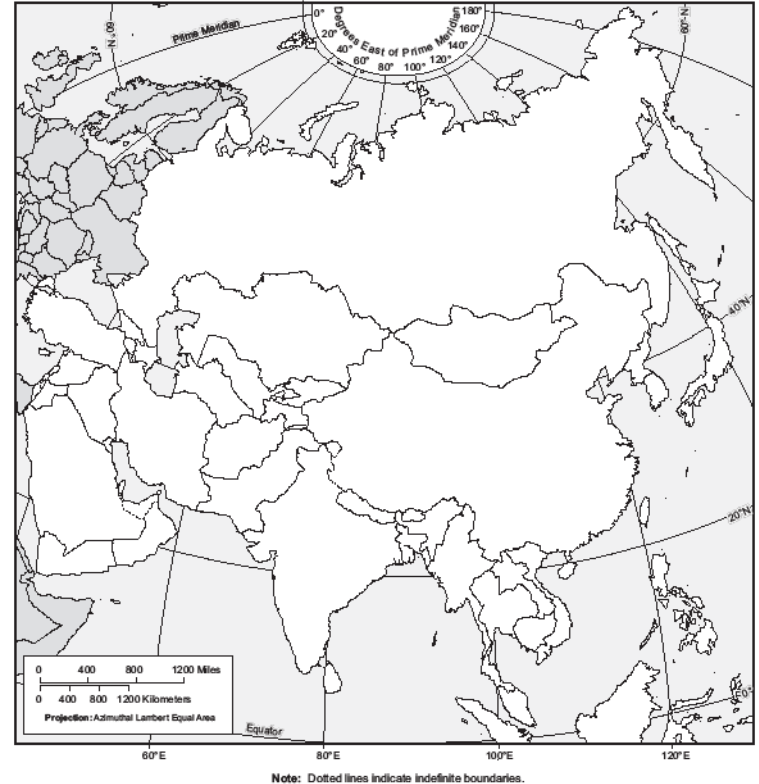 60°N
Prime Meridian
0°
20°
40°
60°
80°
100°
120°
140°
160°
180°
Degrees East of Prime Meridian
60°N
40°N
20°N
0 400 800 1200 Miles
0 400 800 1200 Kilometers
Projection: Azimuthal Lambert Equal Area
Equator
0°
60°E
80°E
100°E
120°E
Note: Dotted lines indicate indefinite boundaries.